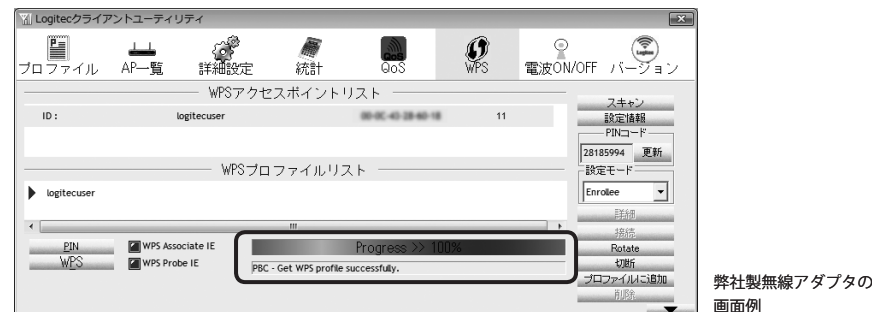 Logitecクライアントユーティリティ
プロファイル AP一覧 詳細設定 統計 QoS WPS 電波ON/OFF バージョン
WPSアクセスポイントリスト
ID : logitecuser 11
スキャン
設定情報
PINコード
28185994 更新
設定モード
Enrollee
詳細
接続
Rotate
切断
プロファイルに追加
削除
WPSプロファイルリスト
logitecuser
PIN WPS Associate IE Progress >> 100%
WPS WPS Probe IE PBC - Get WPS profile successfully.
弊社製無線アダプタの
画面例